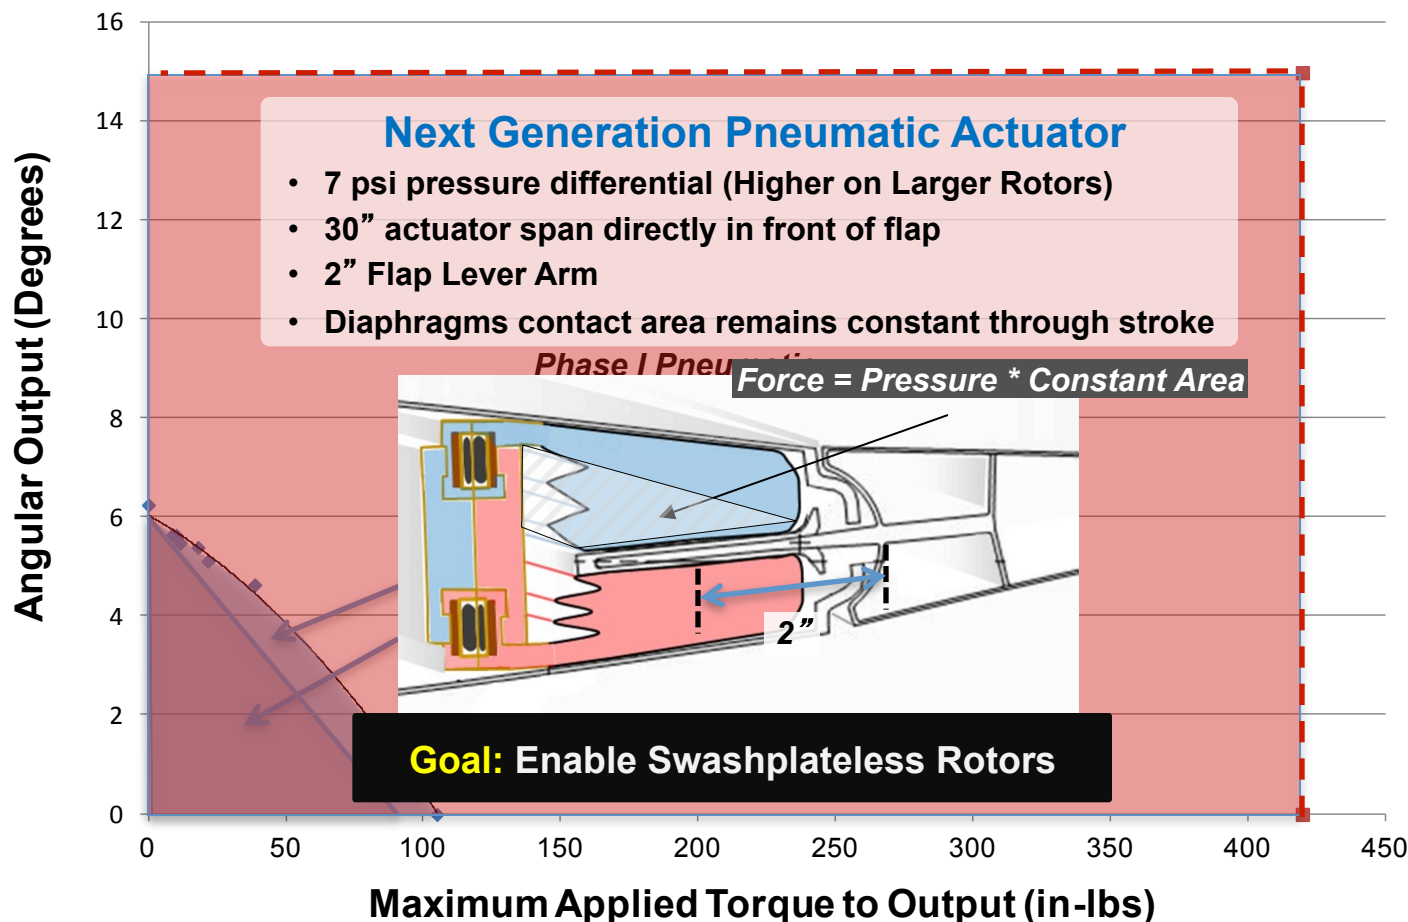 16
14
12
10
8
6
4
2
0
Angular Output (Degrees)
Next Generation Pneumatic Actuator
• 7 psi pressure differential (Higher on Larger Rotors)
• 30” actuator span directly in front of flap
• 2” Flap Lever Arm
• Diaphragms contact area remains constant through stroke
Phase I
Force = Pressure * Constant Area
2”
Goal: Enable Swashplateless Rotors
0 50 100 150 200 250 300 350 400 450
Maximum Applied Torque to Output (in-lbs)